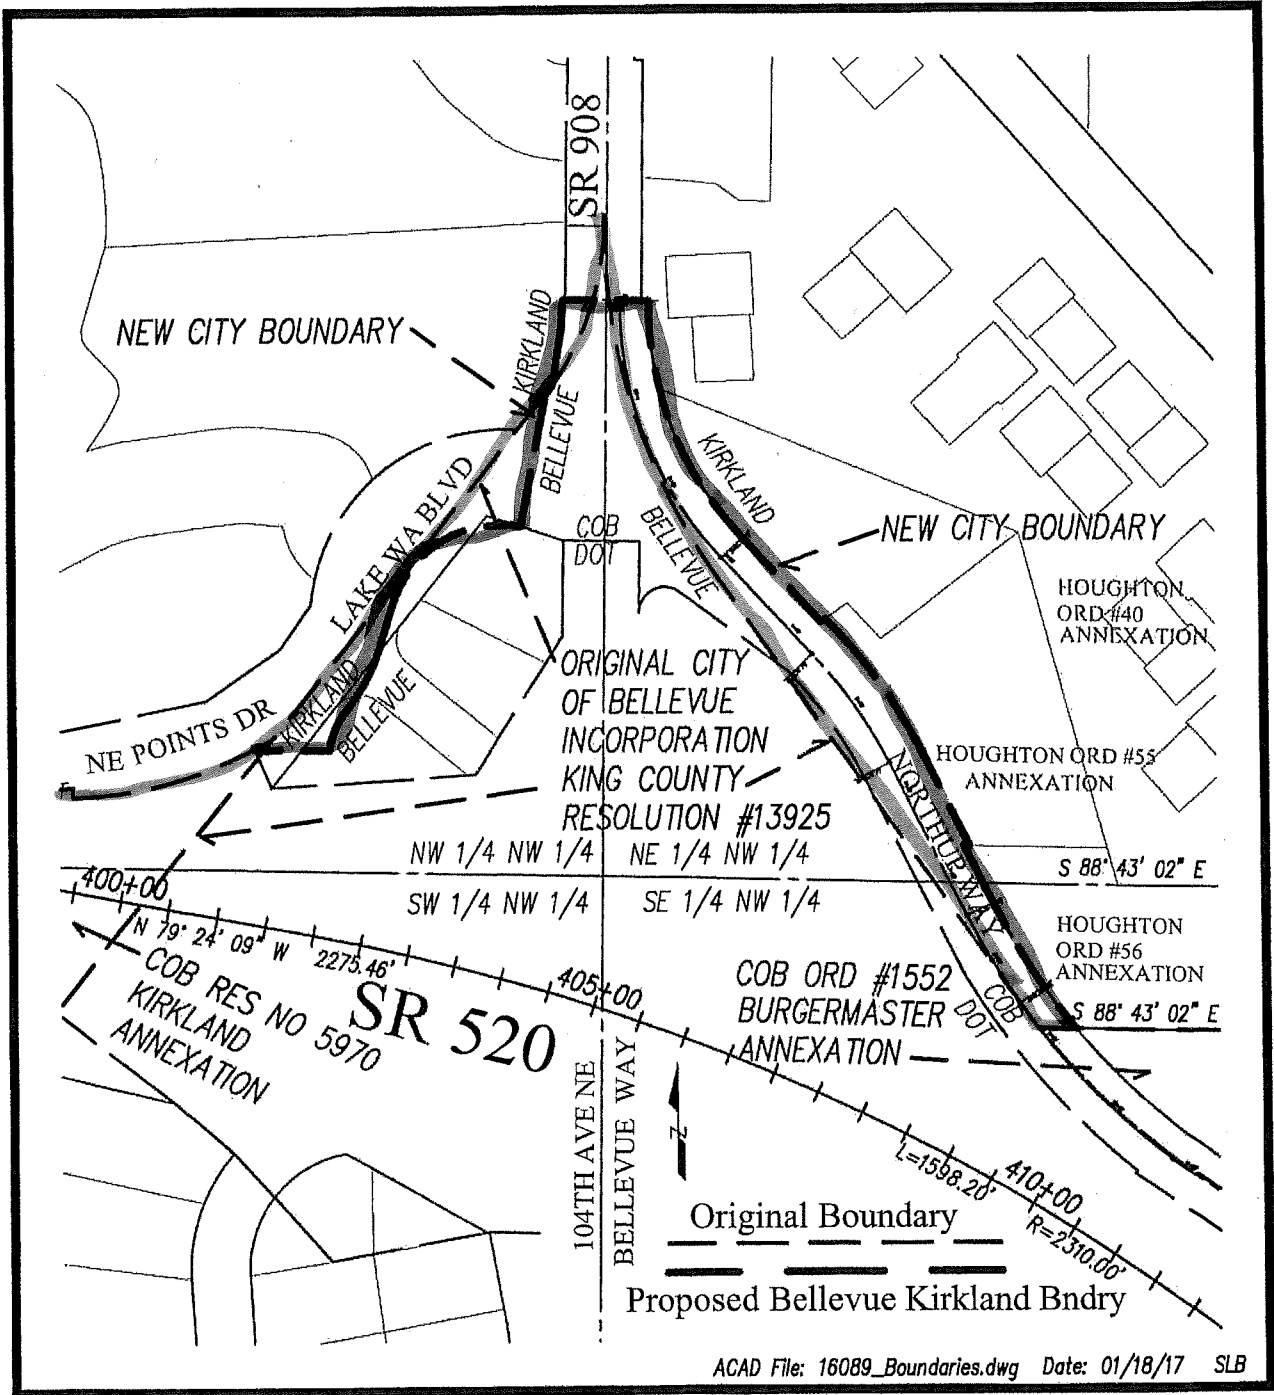 SR 908
NEW CITY BOUNDARY
KIRKLAND
BELLEVUE
KIRKLAND
BELLEVUE
NEW CITY BOUNDARY
COB
DOT
LAKE WA BLVD
HOUGHTON
ORD #40
ANNEXATION
KIRKLAND
BELLEVUE
NE POINTS DR
ORIGINAL CITY
OF BELLEVUE
INCORPORATION
KING COUNTY
RESOLUTION #13925
HOUGHTON ORD #55
ANNEXATION
NORTHUP WAY
NW 1/4 NW 1/4
NE 1/4 NW 1/4
S 88° 43' 02" E
SW 1/4 NW 1/4
SE 1/4 NW 1/4
400+00
N 79° 24' 09" W
2275.46'
405+00
HOUGHTON
ORD #56
ANNEXATION
COB RES NO 5970
KIRKLAND
ANNEXATION
SR 520
COB ORD #1552
BURGERMASTER
ANNEXATION
COB
DOT
S 88° 43' 02" E
104TH AVE NE
BELLEVUE WAY
Z
L=1598.20'
410+00
R=2310.00'
Original Boundary
Proposed Bellevue Kirkland Bndry
ACAD File: 16089_Boundaries.dwg Date: 01/18/17 SLB